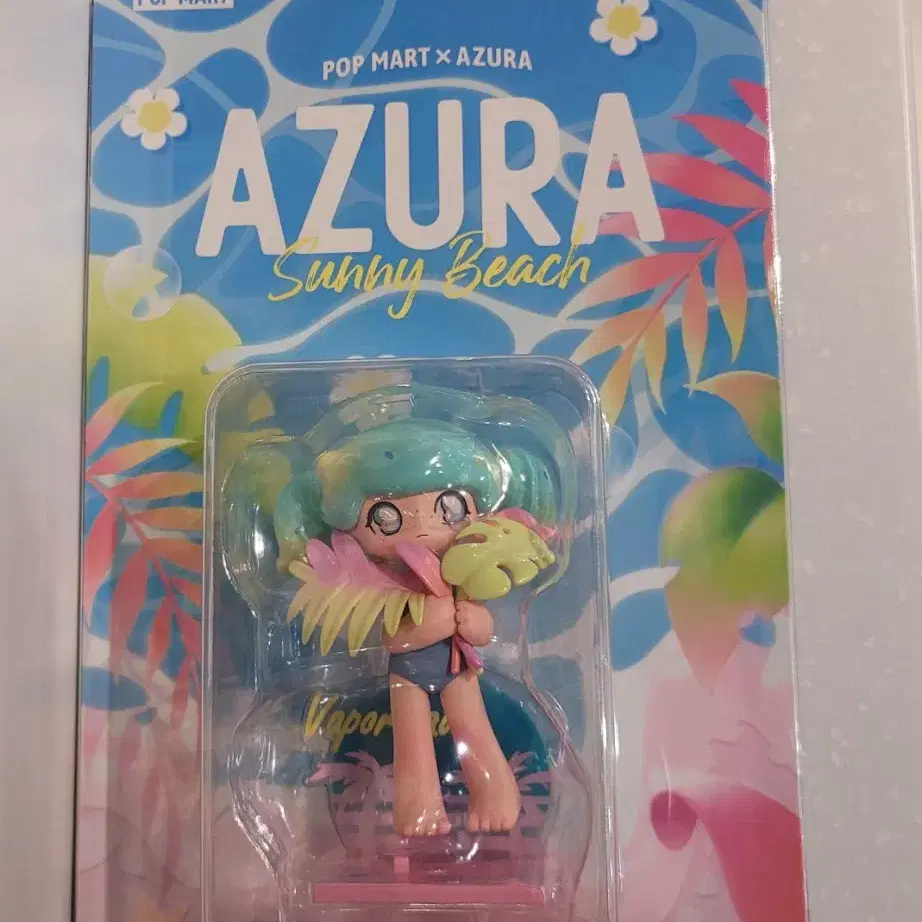 POP MART
POP MART × AZURA
AZURA
Sunny Beach